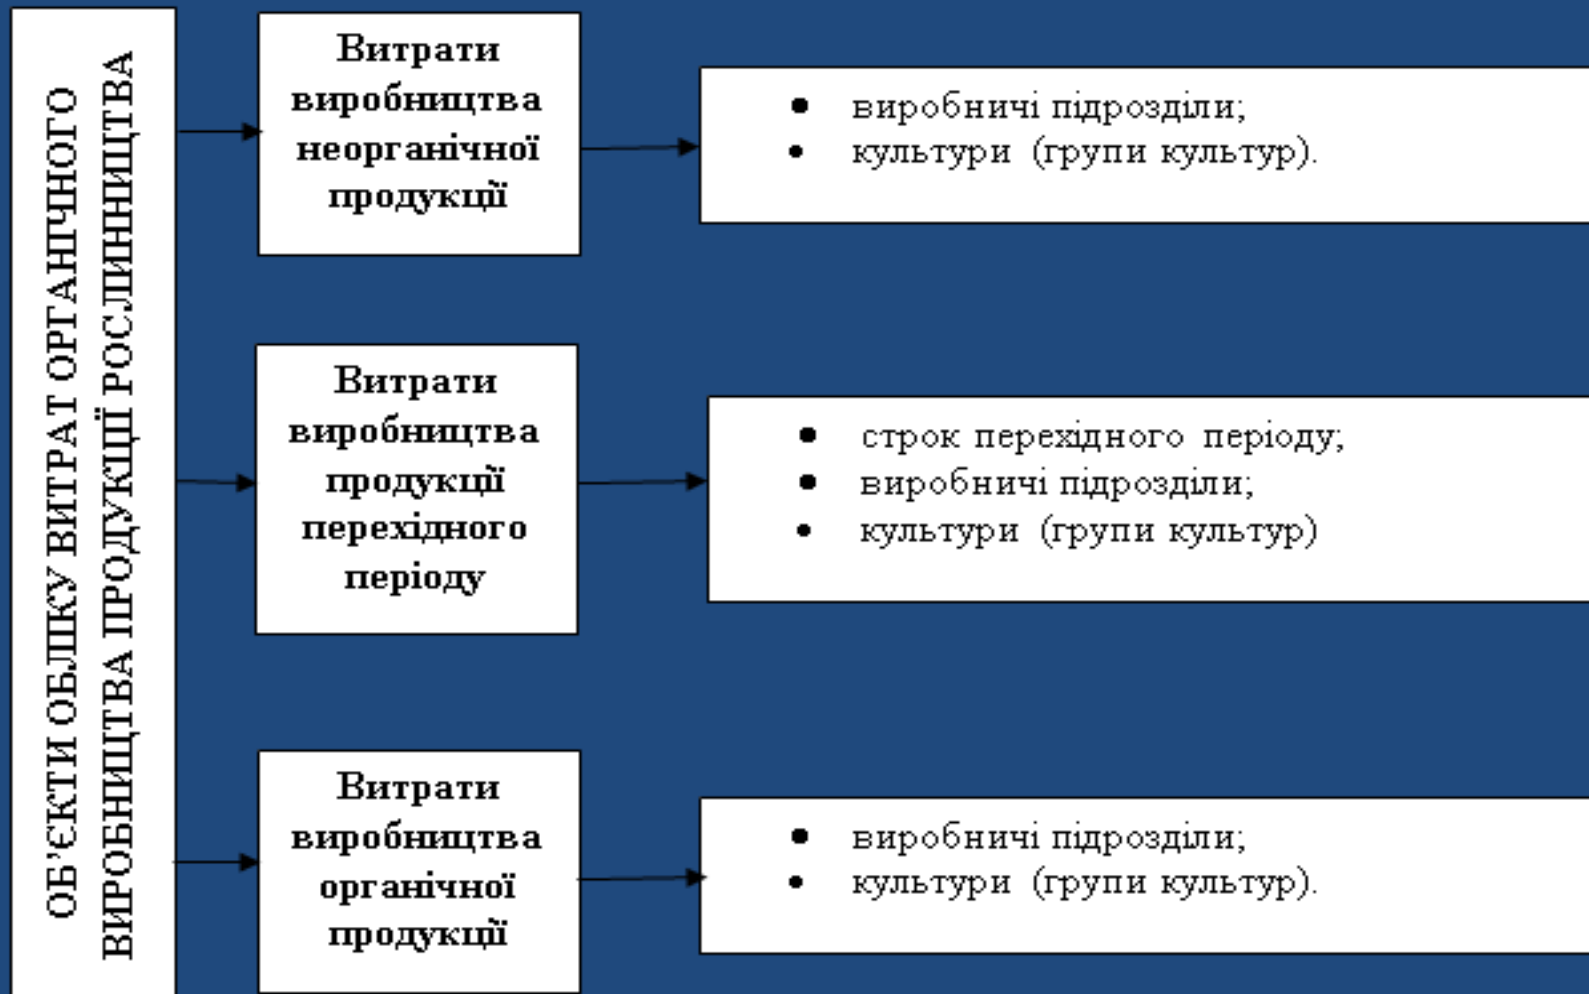 ОБ’ЄКТИ ОБЛІКУ ВИТРАТ ОРГАНІЧНОГО
ВИРОБНИЦТВА ПРОДУКЦІЇ РОСЛИННИЦТВА
Витрати
виробництва
неорганічної
продукції
• виробничі підрозділи;
• культури (групи культур).
Витрати
виробництва
продукції
перехідного
періоду
• строк перехідного періоду;
• виробничі підрозділи;
• культури (групи культур)
Витрати
виробництва
органічної
продукції
• виробничі підрозділи;
• культури (групи культур).